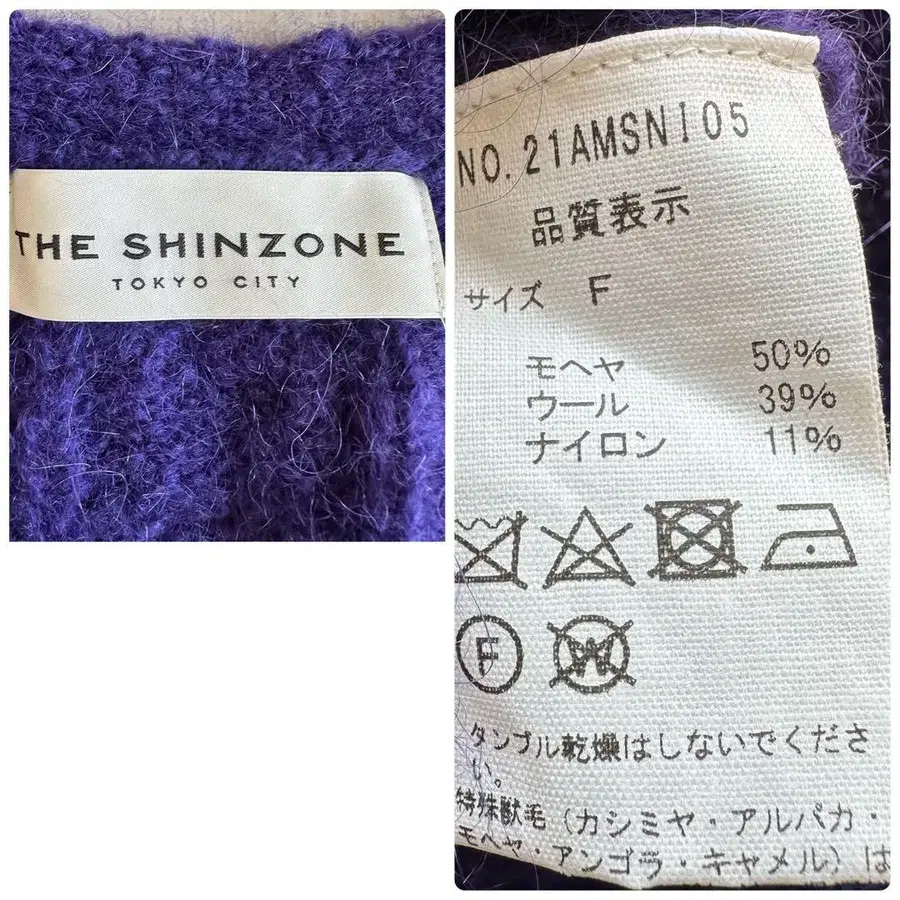 THE SHINZONE
TOKYO CITY
NO.21AMSNI05
品質表示
サイズ F
モヘヤ 50%
ウール 39%
ナイロン 11%
F
W
タンブル乾燥はしないでくださ
い。
特殊獣毛(カシミヤ・アルパカ・
モヘヤ・アンゴラ・キャメル)は